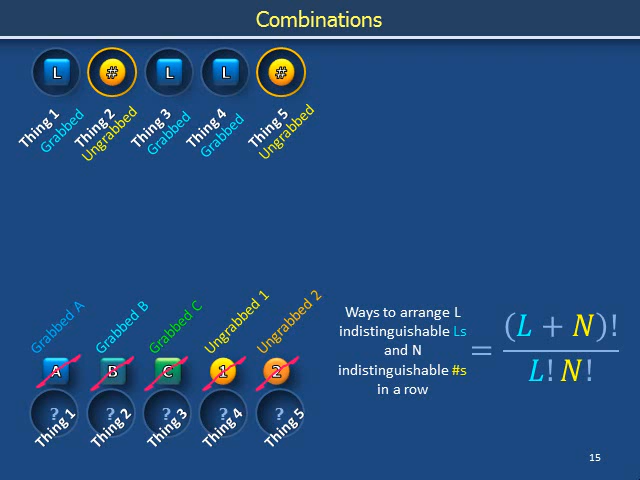 Combinations
L # L L #
Thing 1 Thing 2 Thing 3 Thing 4 Thing 5
Grabbed Ungrabbed Grabbed Grabbed Ungrabbed
Grabbed A Grabbed B Grabbed C Ungrabbed 1 Ungrabbed 2
A B C 1 2
? ? ? ? ?
Thing 1 Thing 2 Thing 3 Thing 4 Thing 5
Ways to arrange L
indistinguishable Ls
and N
indistinguishable #s
in a row
= (L + N)!
L! N!
15